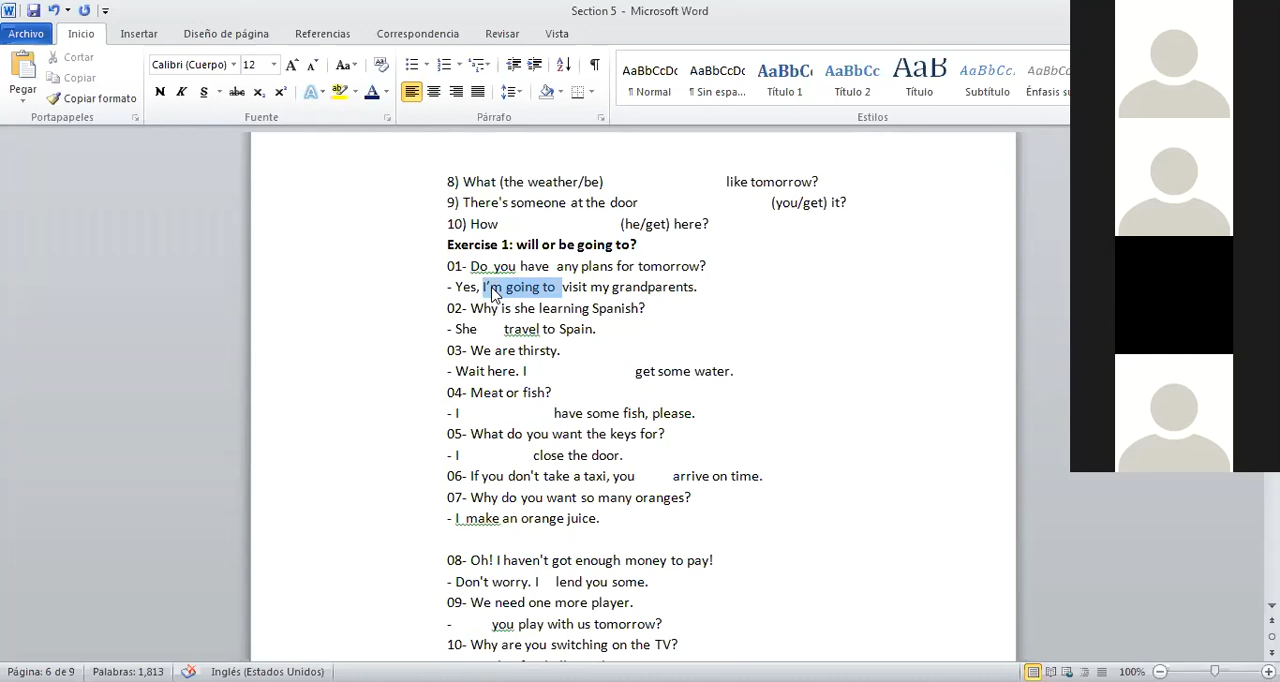 Section 5 - Microsoft Word
Archivo Inicio Insertar Diseño de página Referencias Correspondencia Revisar Vista
Pegar Cortar Copiar Copiar formato
Calibri (Cuerpo) 12
N K S abc x₂ x²
AaBbCcDc AaBbCcDc AaBbC AaBbCc AaB AaBbCc AaBbCcDc
¶ Normal ¶ Sin espa... Título 1 Título 2 Título Subtítulo Énfasis su
Portapapeles Fuente Párrafo Estilos
8) What (the weather/be) like tomorrow?
9) There's someone at the door (you/get) it?
10) How (he/get) here?
Exercise 1: will or be going to?
01- Do you have any plans for tomorrow?
- Yes, I'm going to visit my grandparents.
02- Why is she learning Spanish?
- She travel to Spain.
03- We are thirsty.
- Wait here. I get some water.
04- Meat or fish?
- I have some fish, please.
05- What do you want the keys for?
- I close the door.
06- If you don't take a taxi, you arrive on time.
07- Why do you want so many oranges?
- I make an orange juice.
08- Oh! I haven't got enough money to pay!
- Don't worry. I lend you some.
09- We need one more player.
- you play with us tomorrow?
10- Why are you switching on the TV?
Página: 6 de 9 Palabras: 1,813 Inglés (Estados Unidos) 100%